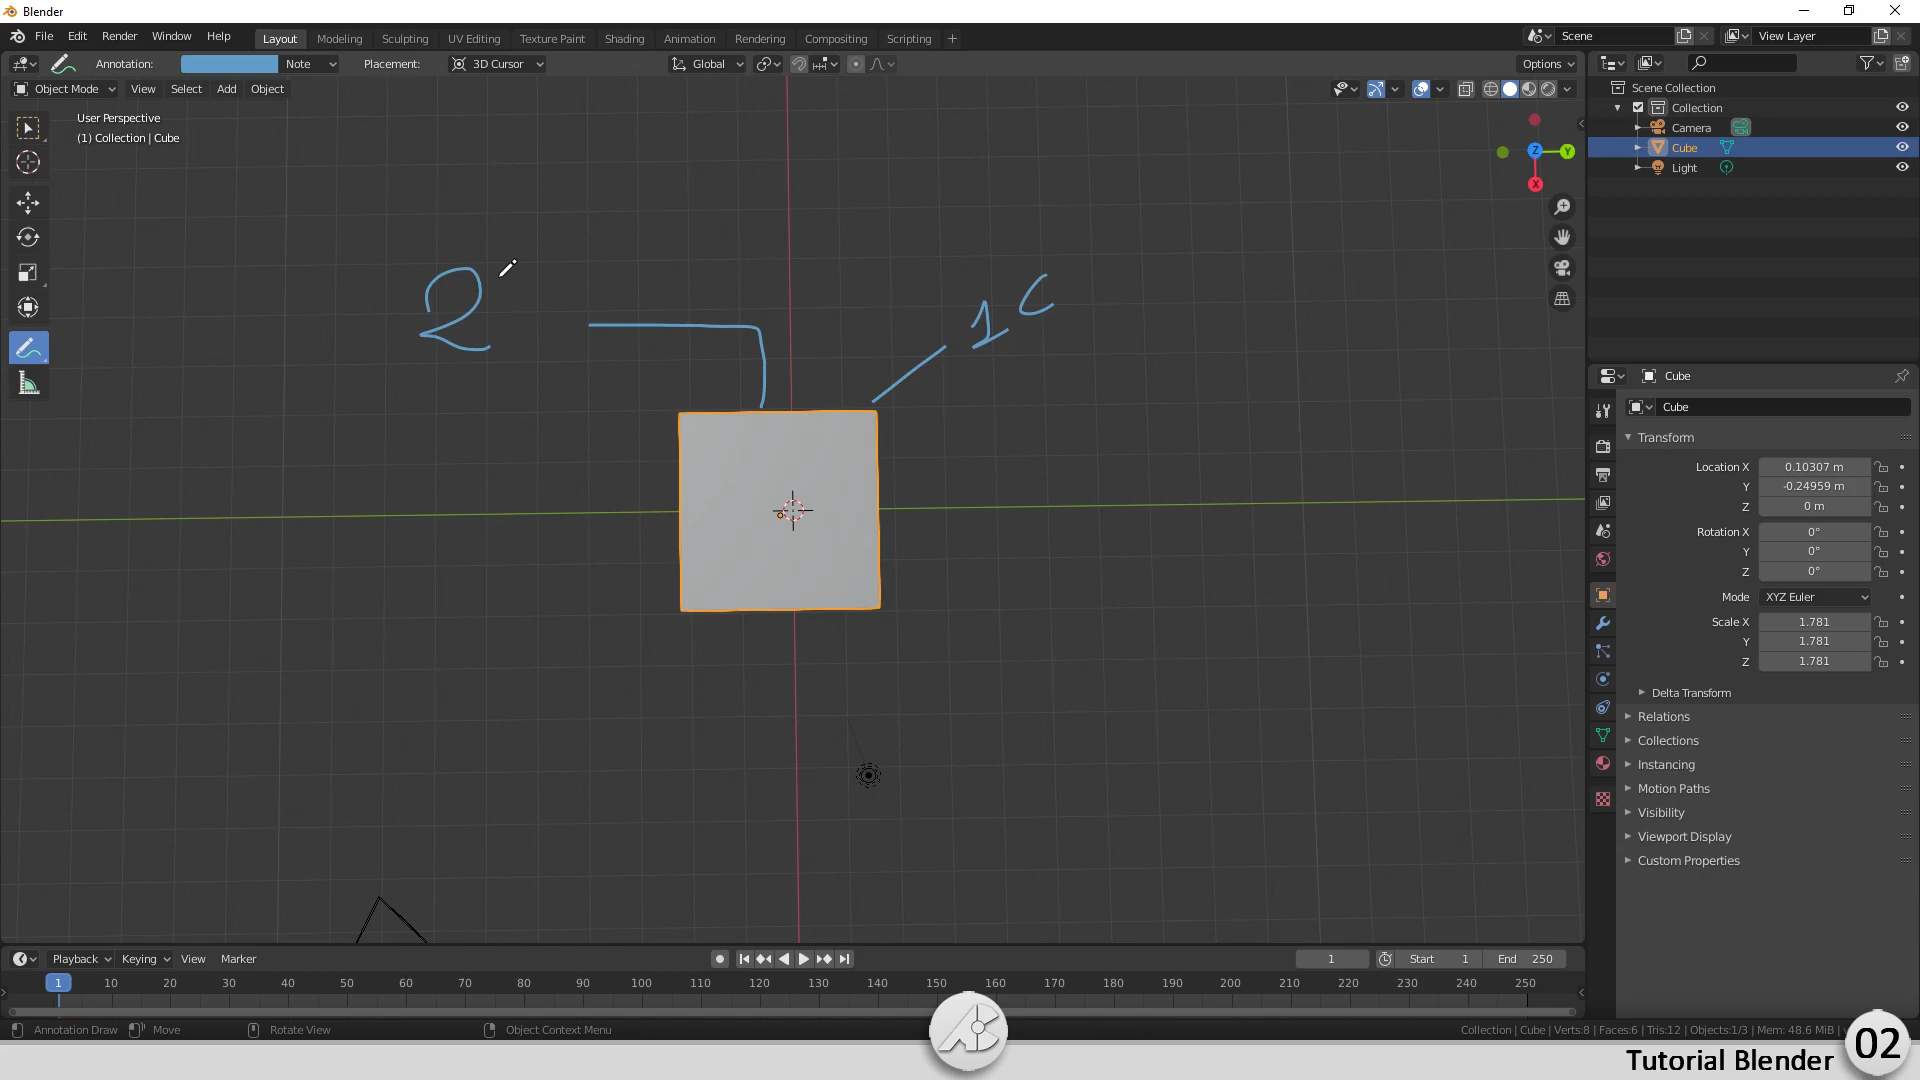 Blender
File Edit Render Window Help Layout Modeling Sculpting UV Editing Texture Paint Shading Animation Rendering Compositing Scripting + Scene View Layer
Annotation: Note Placement: 3D Cursor Global Options
Object Mode View Select Add Object
User Perspective
(1) Collection | Cube
Z Y
X
2
1 C
Scene Collection
Collection
Camera
Cube
Light
Cube
Cube
Transform
Location X 0.10307 m
Y -0.24959 m
Z 0 m
Rotation X 0°
Y 0°
Z 0°
Mode XYZ Euler
Scale X 1.781
Y 1.781
Z 1.781
Delta Transform
Relations
Collections
Instancing
Motion Paths
Visibility
Viewport Display
Custom Properties
Playback Keying View Marker 1 Start 1 End 250
1 10 20 30 40 50 60 70 80 90 100 110 120 130 140 150 160 170 180 190 200 210 220 230 240 250
Annotation Draw Move Rotate View Object Context Menu Collection | Cube | Verts:8 | Faces:6 | Tris:12 | Objects:1/3 | Mem: 48.6 MiB |
Tutorial Blender 02